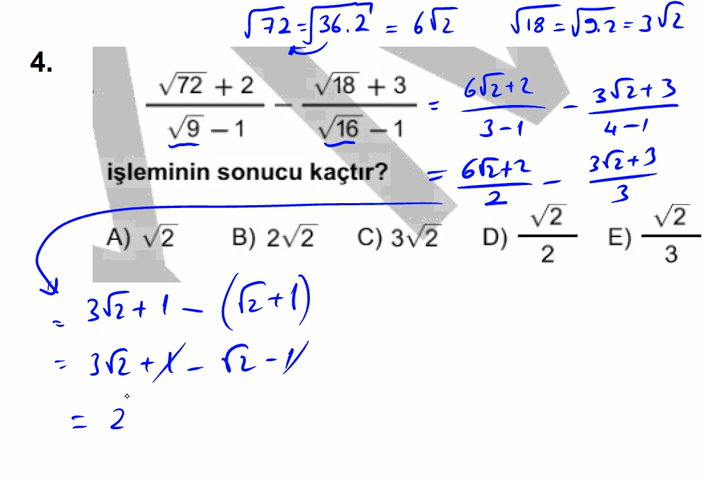 √72 = √36.2 = 6√2   √18 = √9.2 = 3√2
4.
(√72 + 2)/(√9 − 1) − (√18 + 3)/(√16 − 1) = (6√2+2)/(3−1) − (3√2+3)/(4−1)
işleminin sonucu kaçtır? = (6√2+2)/2 − (3√2+3)/3
A) √2   B) 2√2   C) 3√2   D) √2/2   E) √2/3
= 3√2 + 1 − (√2+1)
= 3√2 + 1 − √2 − 1
= 2